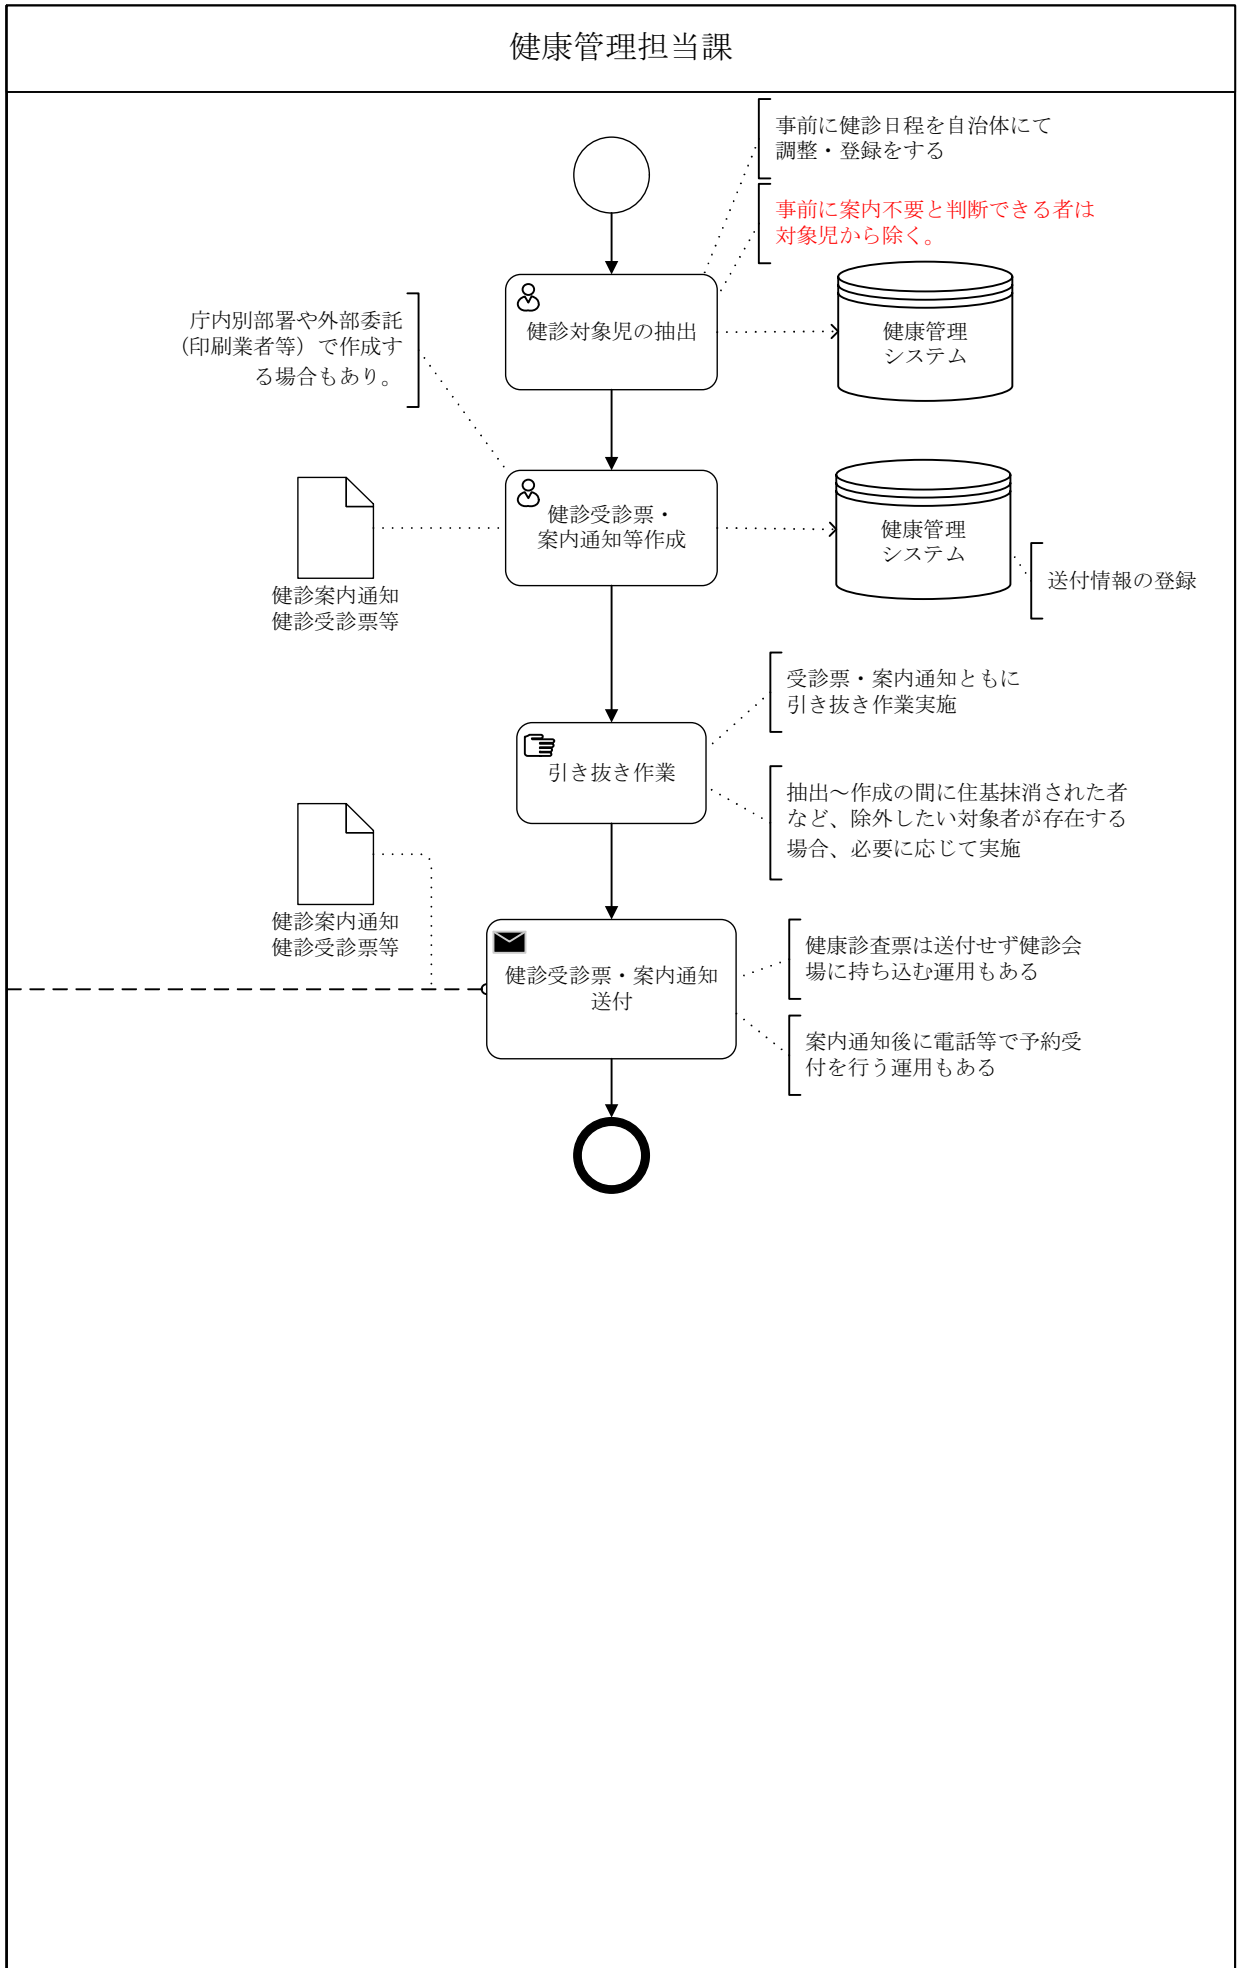 健康管理担当課
事前に健診日程を自治体にて
調整・登録をする
事前に案内不要と判断できる者は
対象児から除く。
健診対象児の抽出
健康管理
システム
庁内別部署や外部委託
（印刷業者等）で作成す
る場合もあり。
健診受診票・
案内通知等作成
健康管理
システム
送付情報の登録
健診案内通知
健診受診票等
受診票・案内通知ともに
引き抜き作業実施
引き抜き作業
抽出～作成の間に住基抹消された者
など、除外したい対象者が存在する
場合、必要に応じて実施
健診案内通知
健診受診票等
健診受診票・案内通知
送付
健康診査票は送付せず健診会
場に持ち込む運用もある
案内通知後に電話等で予約受
付を行う運用もある